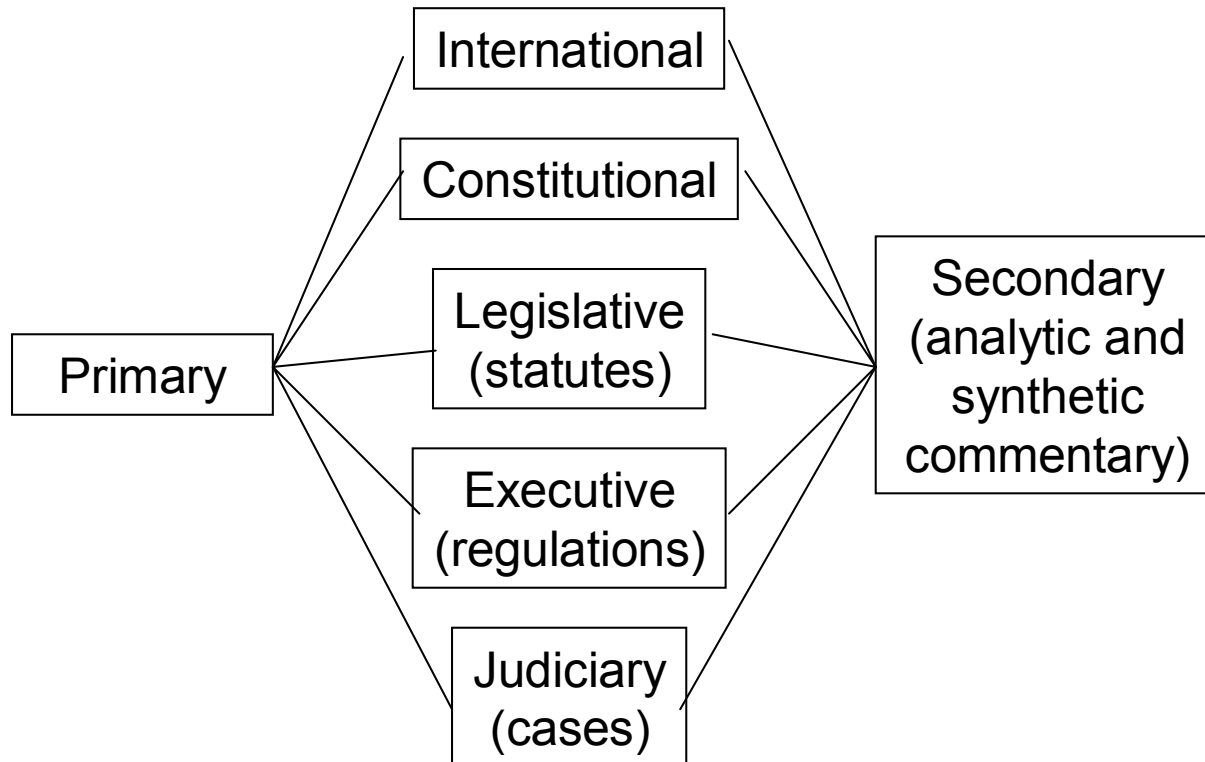 International
Constitutional
Legislative
(statutes)
Primary
Executive
(regulations)
Judiciary
(cases)
Secondary
(analytic and
synthetic
commentary)